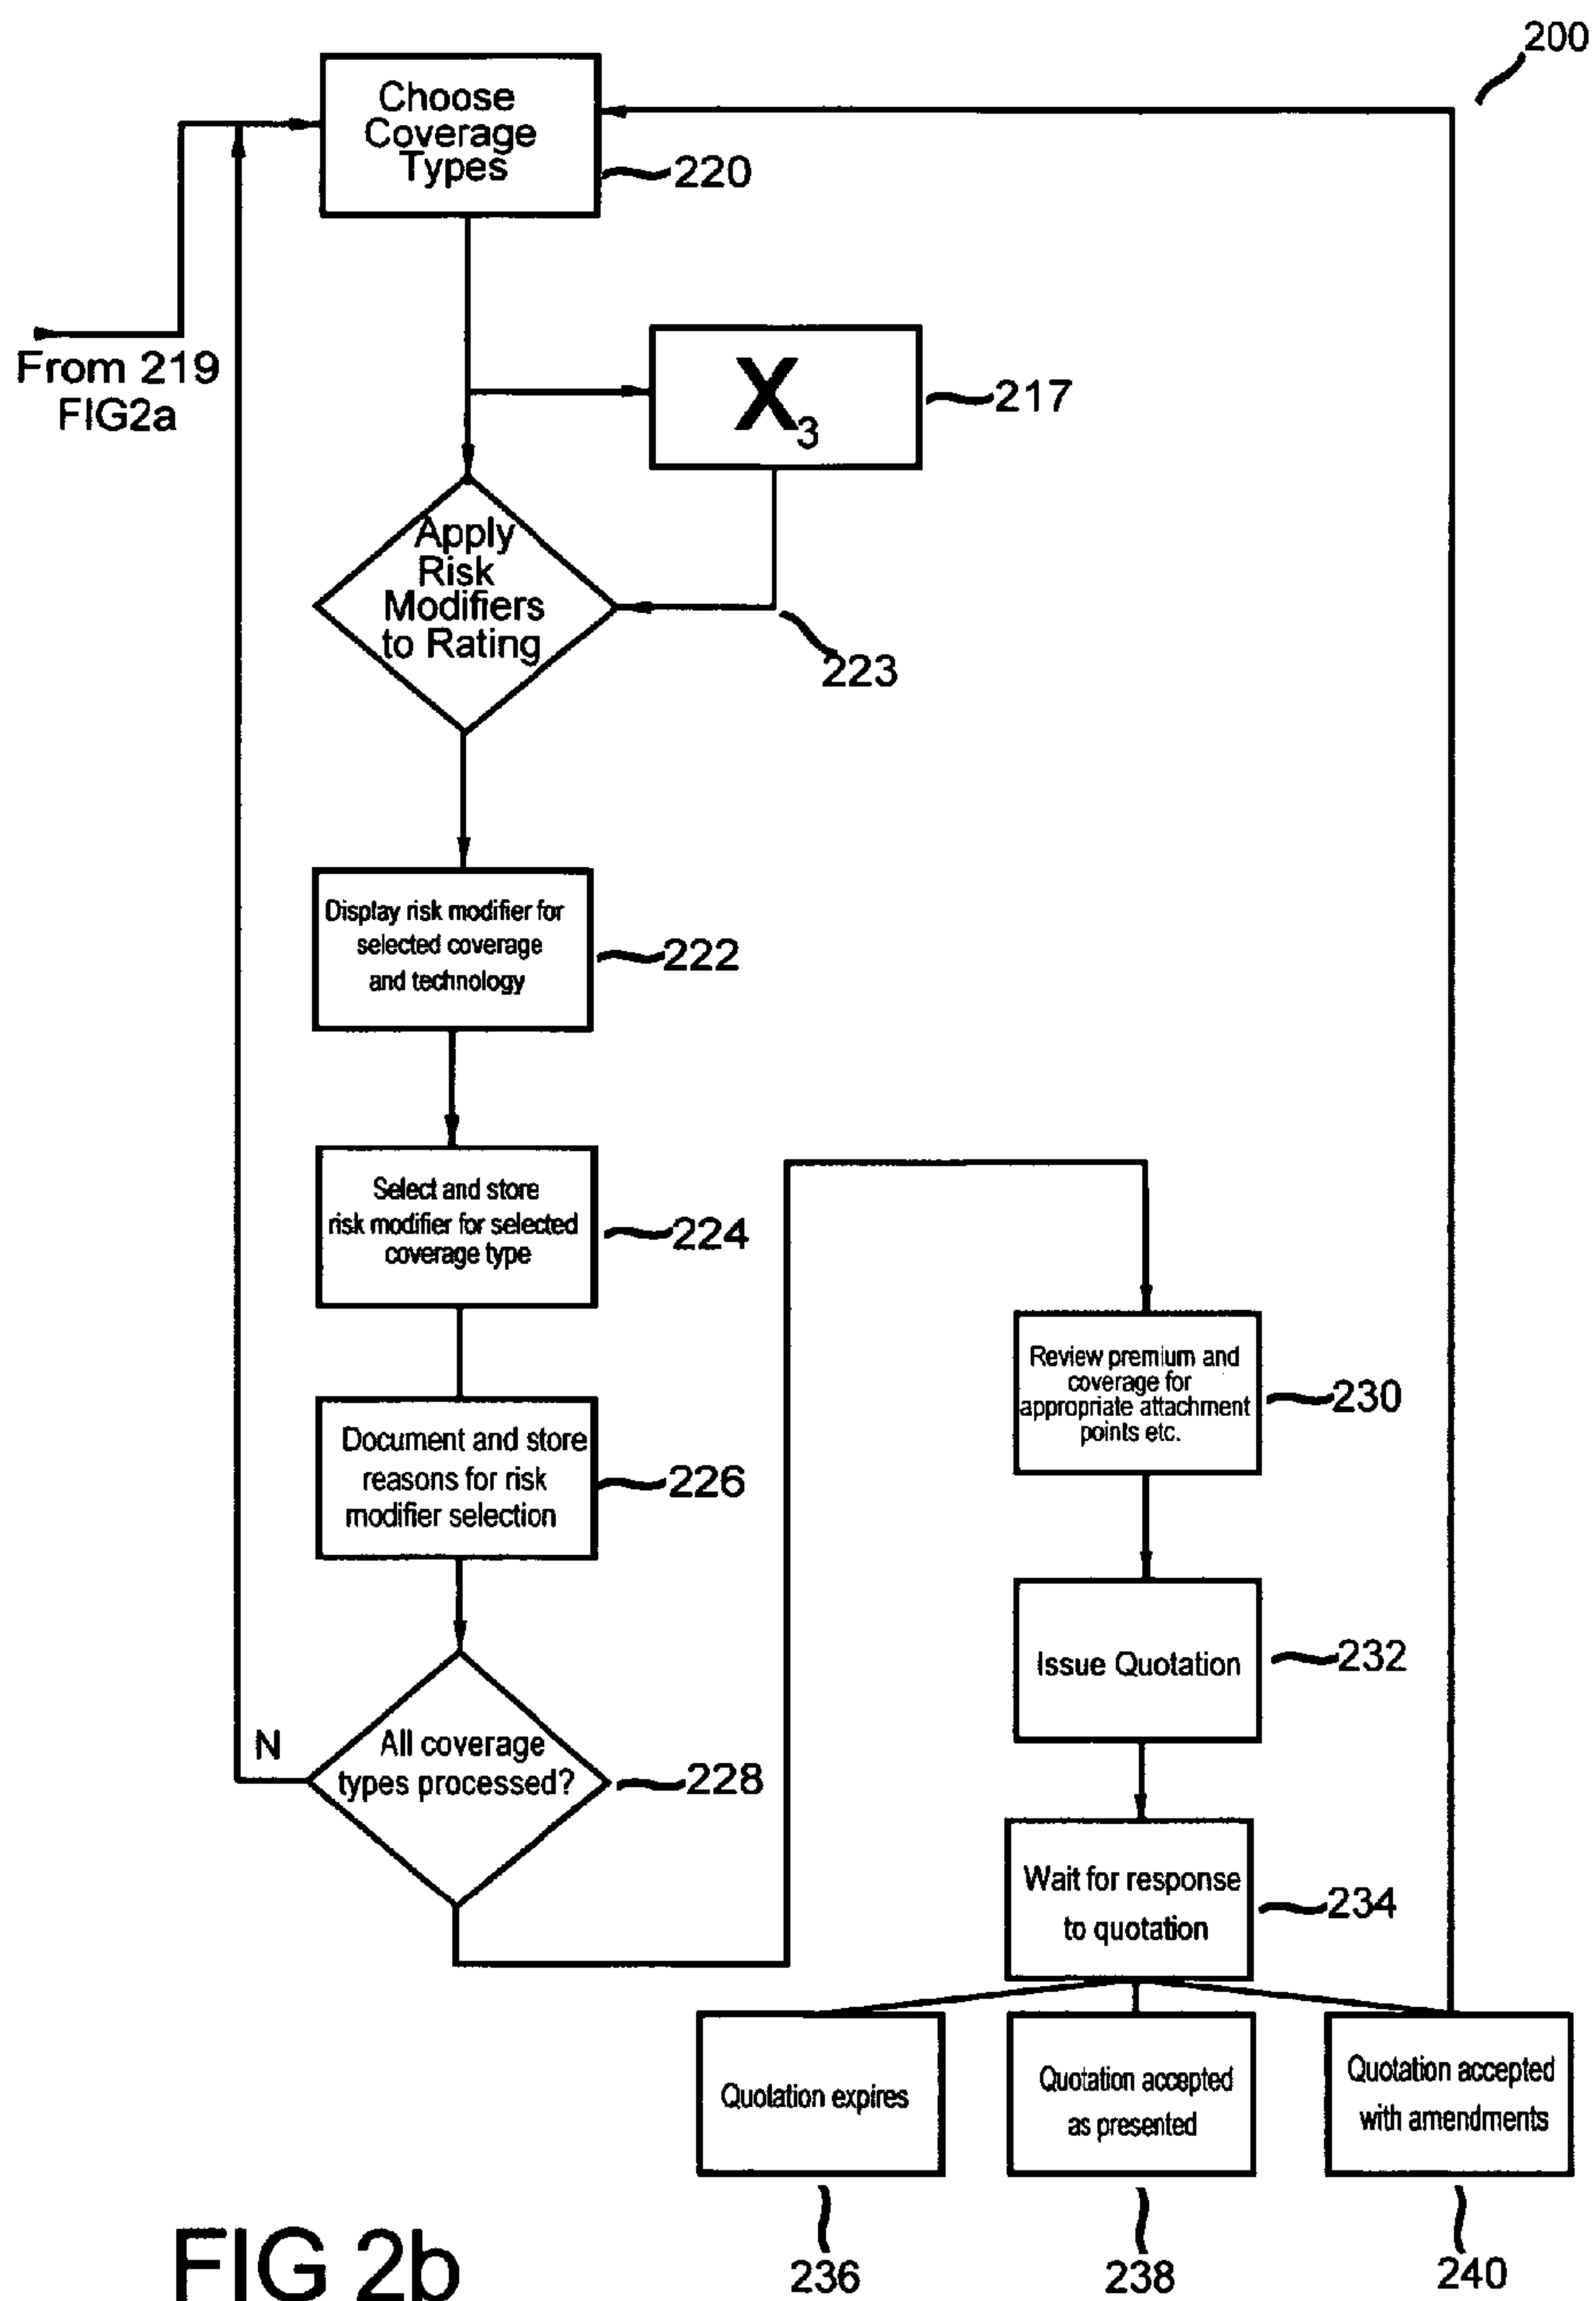 200
Choose
Coverage
Types
220
From 219
FIG2a
X3
217
Apply
Risk
Modifiers
to Rating
223
Display risk modifier for
selected coverage
and technology
222
Select and store
risk modifier for selected
coverage type
224
Document and store
reasons for risk
modifier selection
226
N
All coverage
types processed?
228
Review premium and
coverage for
appropriate attachment
points etc.
230
Issue Quotation
232
Wait for response
to quotation
234
Quotation expires
Quotation accepted
as presented
Quotation accepted
with amendments
236
238
240
FIG 2b